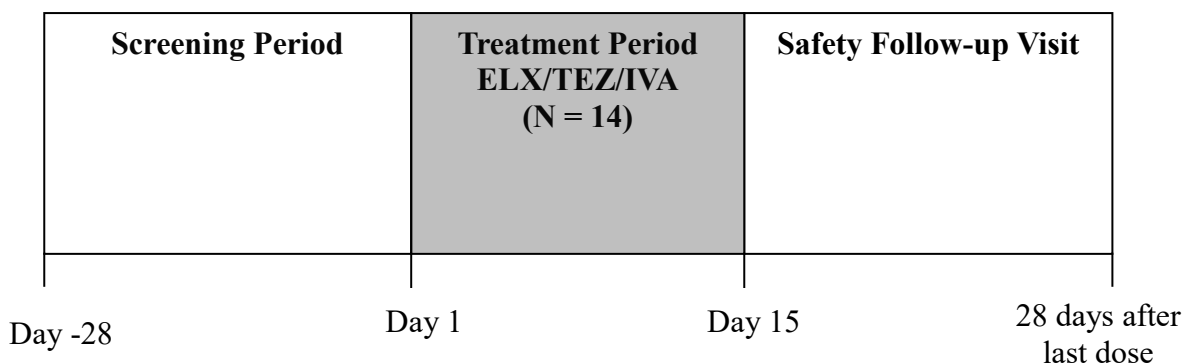 Screening Period
Treatment Period
ELX/TEZ/IVA
(N = 14)
Safety Follow-up Visit
Day -28
Day 1
Day 15
28 days after
last dose